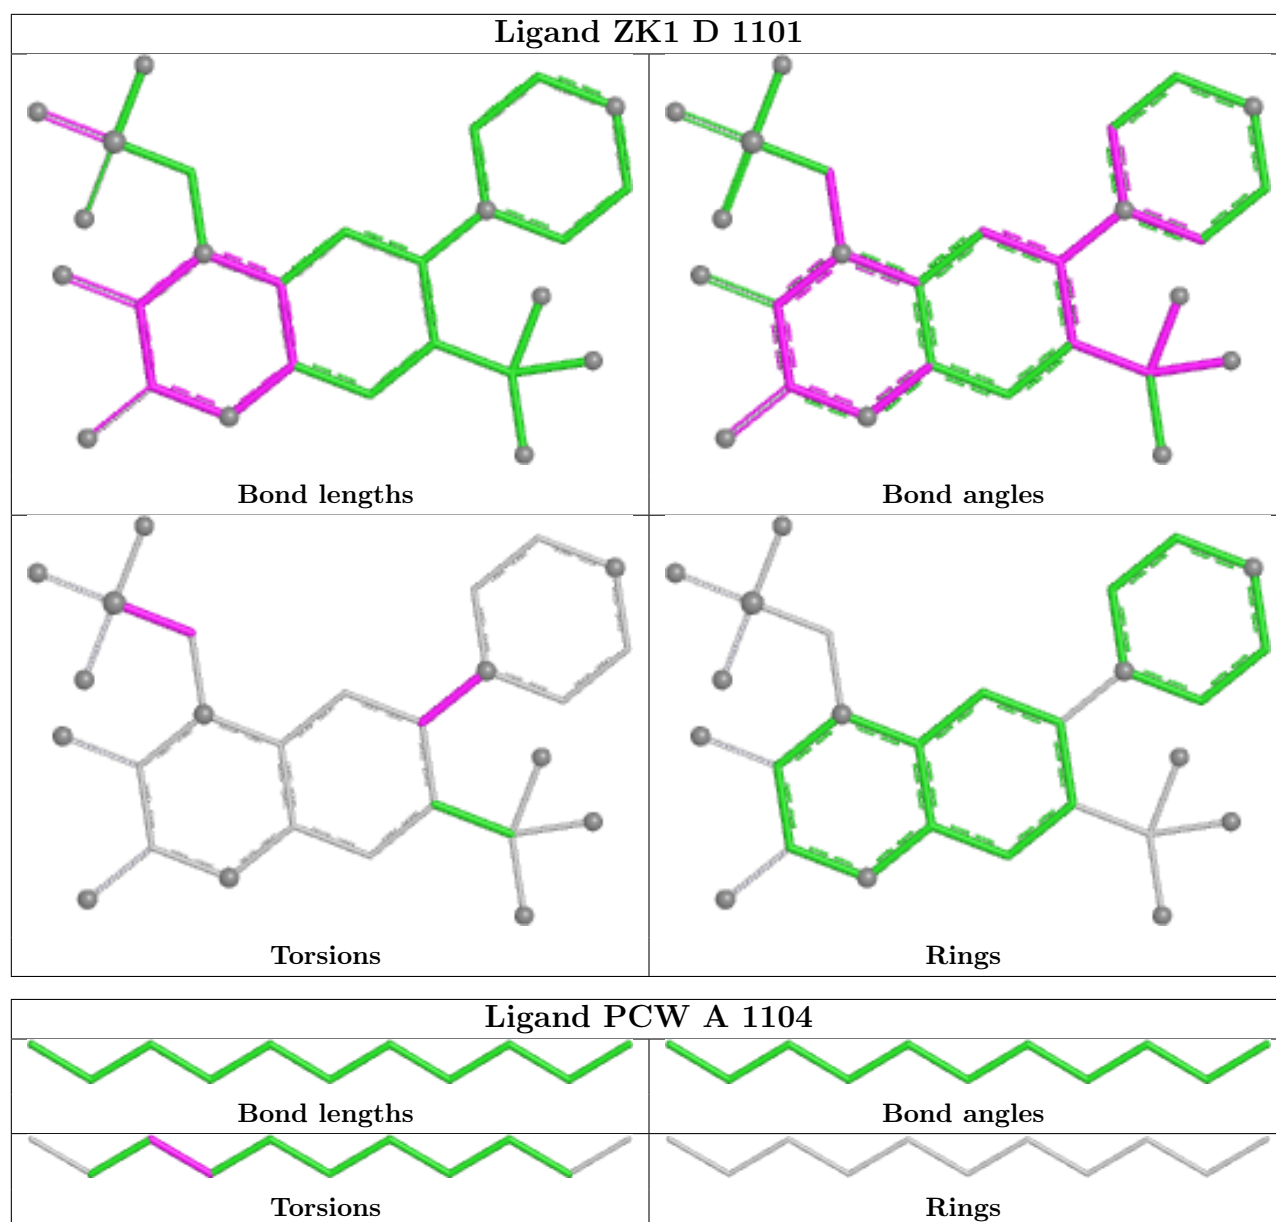 Ligand ZK1 D 1101
Bond lengths
Bond angles
Torsions
Rings
Ligand PCW A 1104
Bond lengths
Bond angles
Torsions
Rings